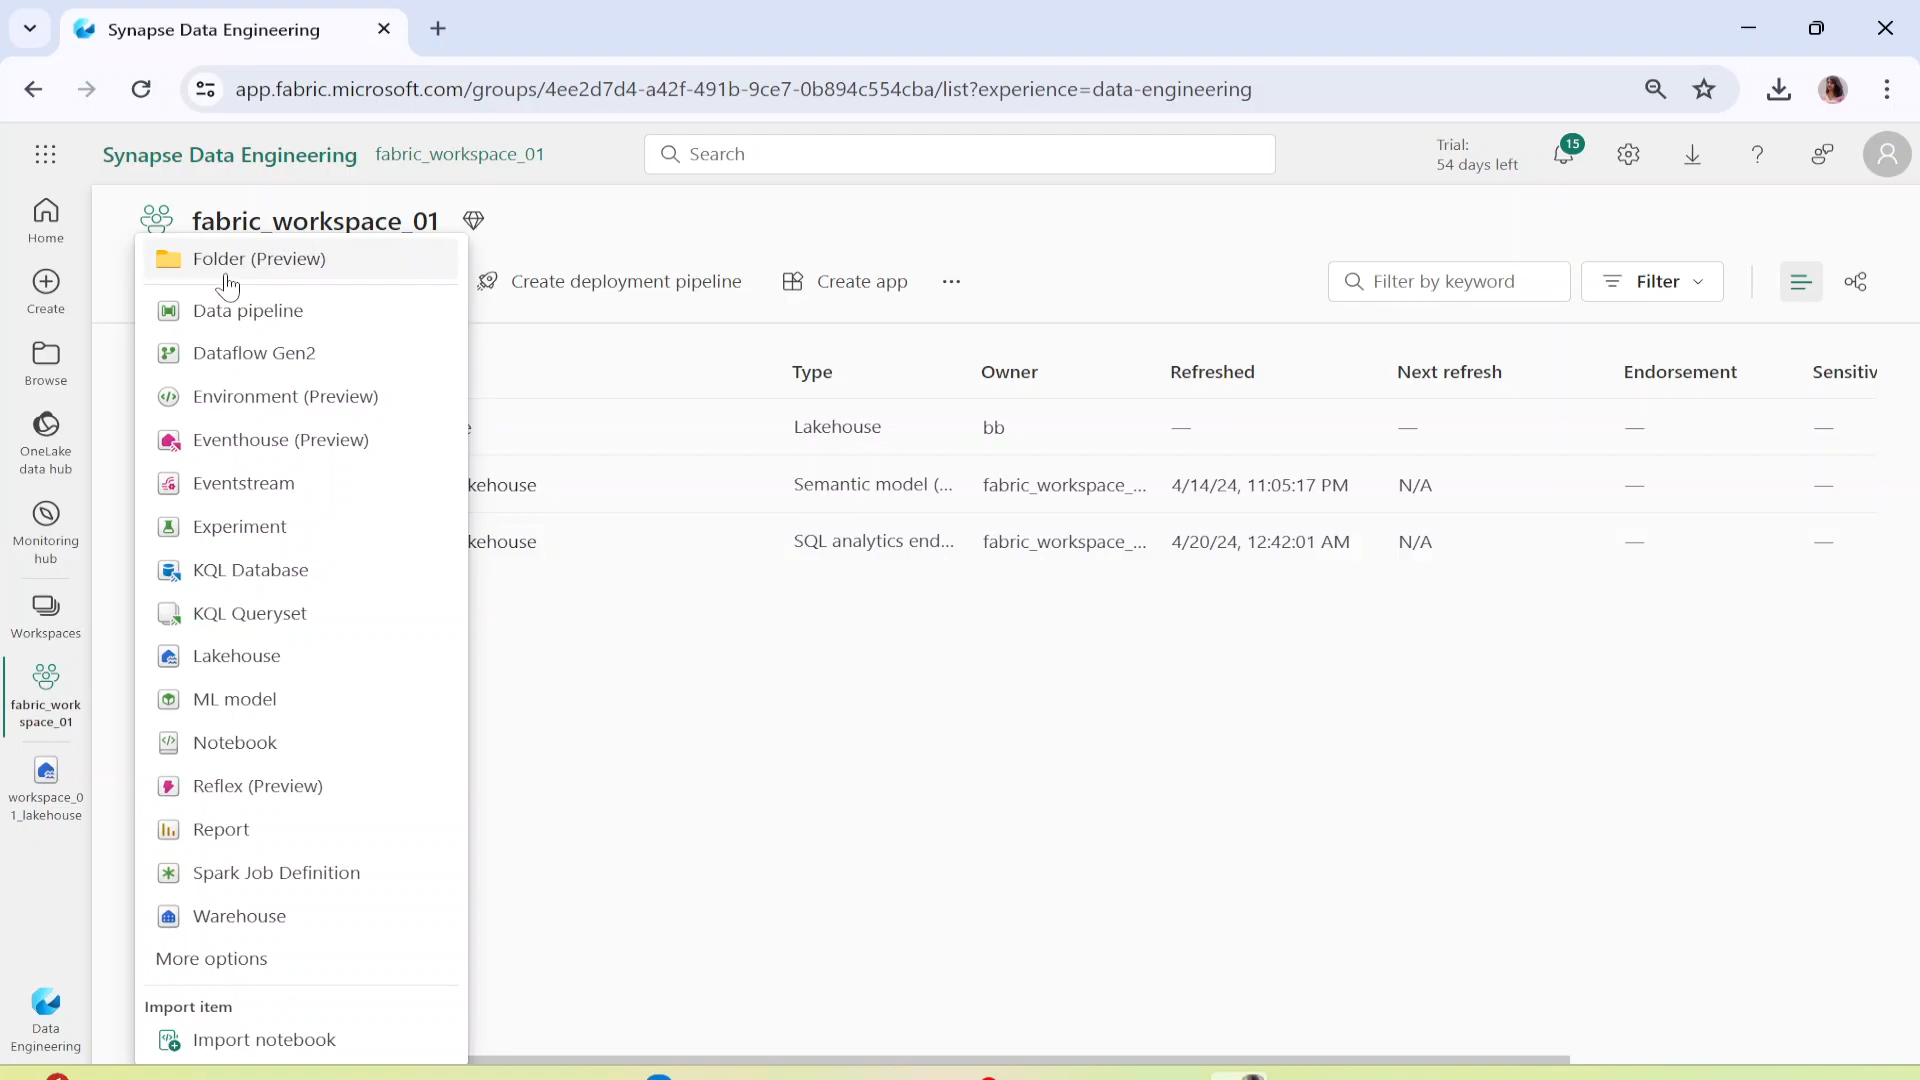 Synapse Data Engineering
app.fabric.microsoft.com/groups/4ee2d7d4-a42f-491b-9ce7-0b894c554cba/list?experience=data-engineering
Synapse Data Engineering fabric_workspace_01
Search
Trial:
54 days left
15
Home
Create
Browse
OneLake
data hub
Monitoring
hub
Workspaces
fabric_work
space_01
workspace_0
1_lakehouse
Data
Engineering
fabric_workspace_01
Create deployment pipeline
Create app
Filter by keyword
Filter
Folder (Preview)
Data pipeline
Dataflow Gen2
Environment (Preview)
Eventhouse (Preview)
Eventstream
Experiment
KQL Database
KQL Queryset
Lakehouse
ML model
Notebook
Reflex (Preview)
Report
Spark Job Definition
Warehouse
More options
Import item
Import notebook
Type Owner Refreshed Next refresh Endorsement Sensitiv
e Lakehouse bb — — — —
kehouse Semantic model (... fabric_workspace_... 4/14/24, 11:05:17 PM N/A — —
kehouse SQL analytics end... fabric_workspace_... 4/20/24, 12:42:01 AM N/A — —